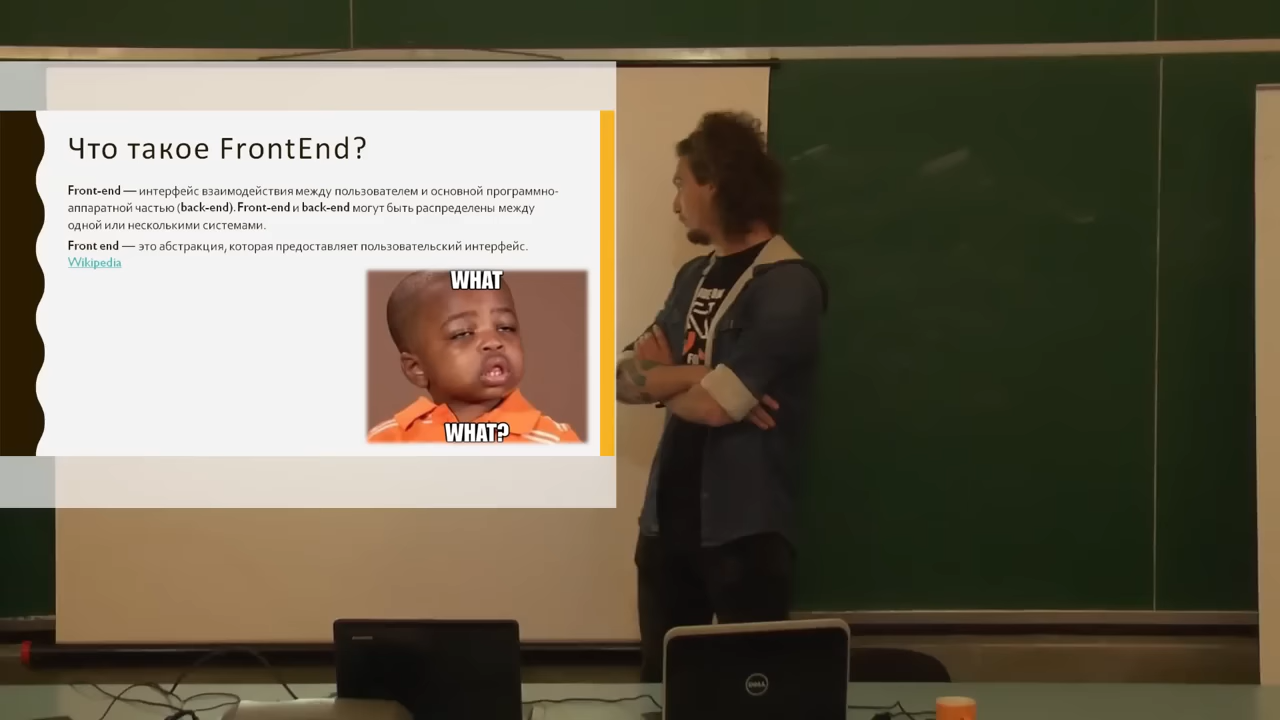 Что такое FrontEnd?
Front-end — интерфейс взаимодействия между пользователем и основной программно-
аппаратной частью (back-end). Front-end и back-end могут быть распределены между
одной или несколькими системами.
Front end — это абстракция, которая предоставляет пользовательский интерфейс.
Wikipedia
WHAT
WHAT?
DELL